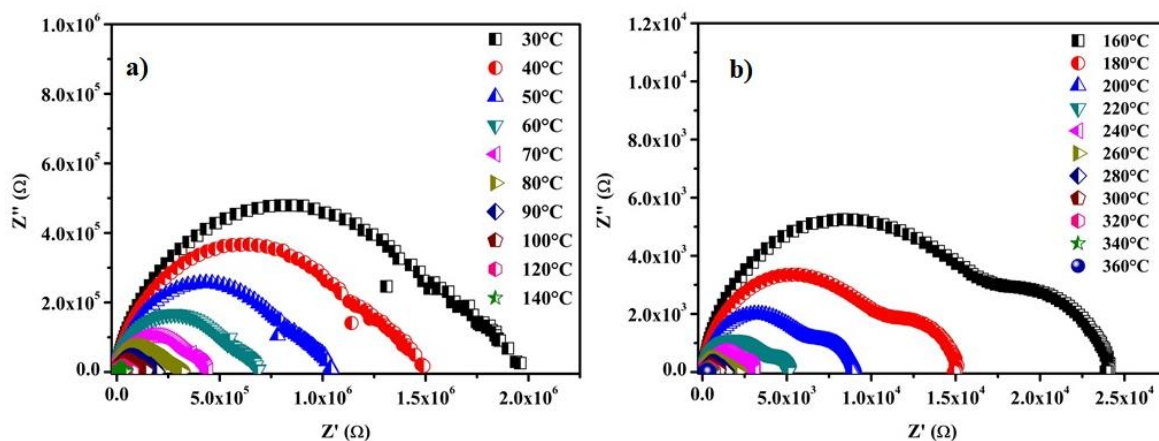 a)
1.0x10⁶
8.0x10⁵
6.0x10⁵
4.0x10⁵
2.0x10⁵
0.0
Z'' (Ω)
0.0 5.0x10⁵ 1.0x10⁶ 1.5x10⁶ 2.0x10⁶
Z' (Ω)
30°C
40°C
50°C
60°C
70°C
80°C
90°C
100°C
120°C
140°C
b)
1.2x10⁴
1.0x10⁴
8.0x10³
6.0x10³
4.0x10³
2.0x10³
0.0
Z'' (Ω)
0.0 5.0x10³ 1.0x10⁴ 1.5x10⁴ 2.0x10⁴ 2.5x10⁴
Z' (Ω)
160°C
180°C
200°C
220°C
240°C
260°C
280°C
300°C
320°C
340°C
360°C